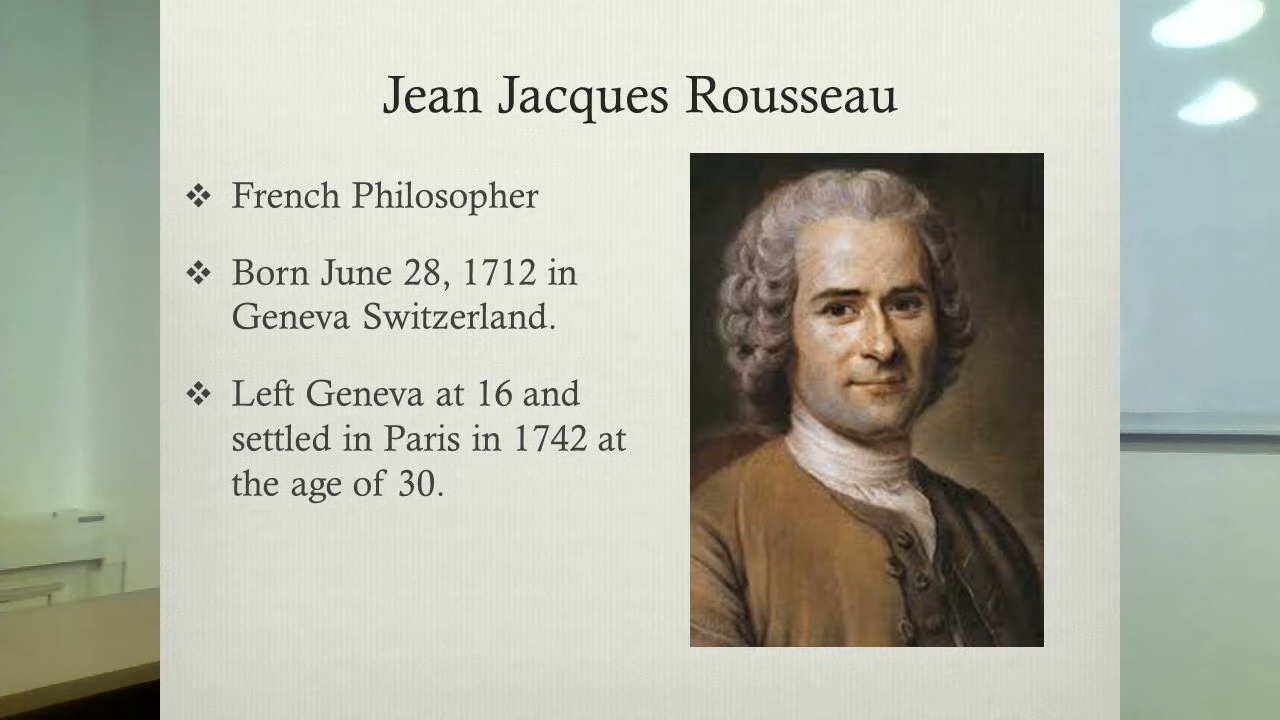 Jean Jacques Rousseau
❖ French Philosopher
❖ Born June 28, 1712 in
Geneva Switzerland.
❖ Left Geneva at 16 and
settled in Paris in 1742 at
the age of 30.